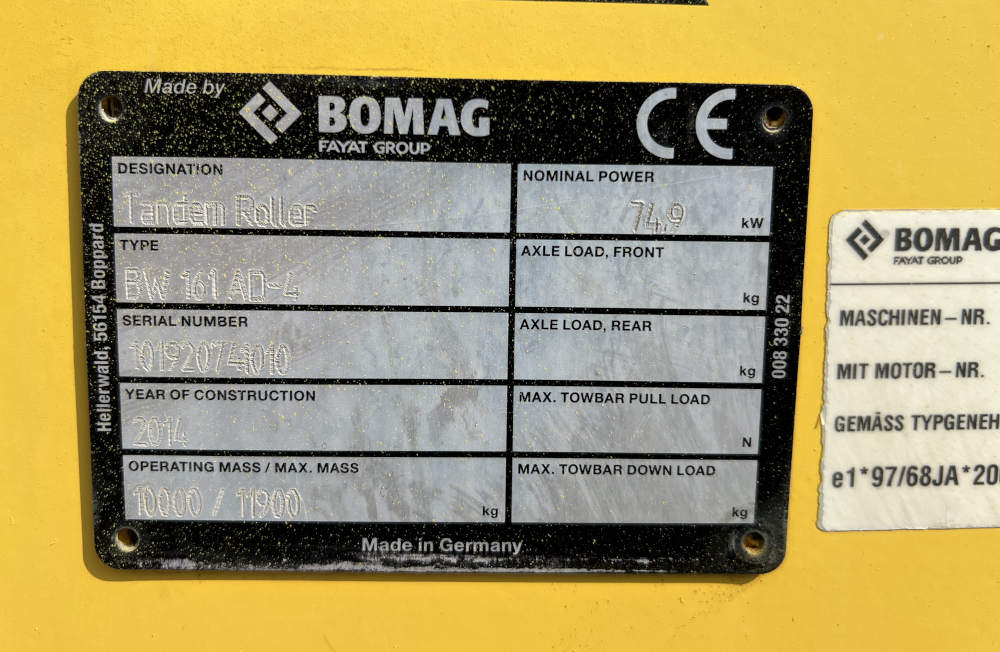 Made by
BOMAG
FAYAT GROUP
CE
DESIGNATION
Tandem Roller
NOMINAL POWER
74,9 kW
TYPE
BW 161 AD-4
AXLE LOAD, FRONT
kg
SERIAL NUMBER
101920741010
AXLE LOAD, REAR
kg
YEAR OF CONSTRUCTION
2014
MAX. TOWBAR PULL LOAD
N
OPERATING MASS / MAX. MASS
10000 / 11900 kg
MAX. TOWBAR DOWN LOAD
kg
Made in Germany
Hellerwald, 56154 Boppard
008 330 22
BOMAG
FAYAT GROUP
MASCHINEN-NR.
MIT MOTOR-NR.
GEMÄSS TYPGENEH
e1*97/68JA*20